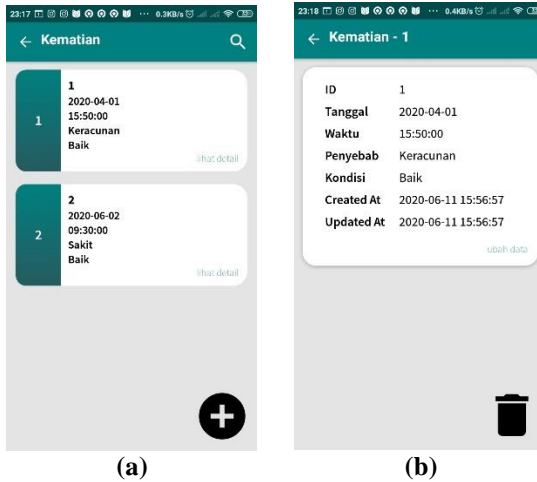 23:17 0.3KB/s
Kematian
1
1
2020-04-01
15:50:00
Keracunan
Baik
lihat detail
2
2
2020-06-02
09:30:00
Sakit
Baik
lihat detail
(a)
23:18 0.4KB/s
Kematian - 1
ID 1
Tanggal 2020-04-01
Waktu 15:50:00
Penyebab Keracunan
Kondisi Baik
Created At 2020-06-11 15:56:57
Updated At 2020-06-11 15:56:57
ubah data
(b)